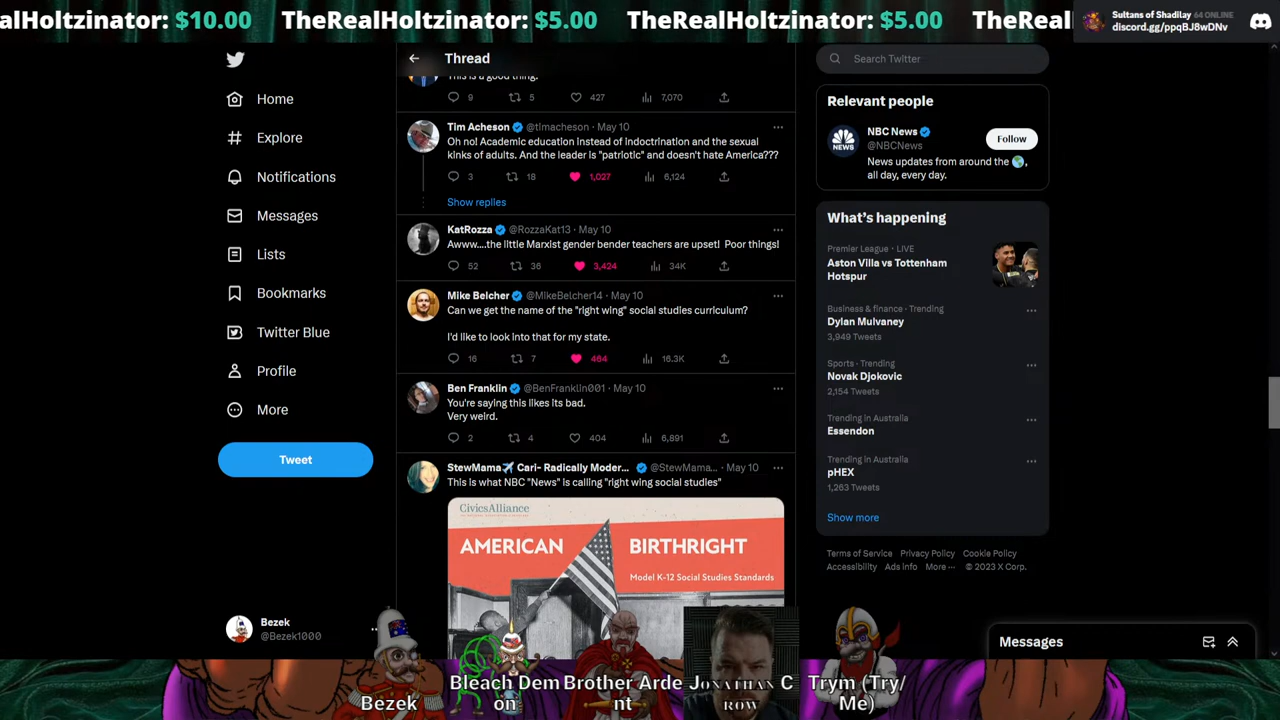 alHoltzinator: $10.00 TheRealHoltzinator: $5.00 TheRealHoltzinator: $5.00 TheReal
Sultans of Shadilay 64 ONLINE
discord.gg/ppqBJ8wDNv
Home
Explore
Notifications
Messages
Lists
Bookmarks
Twitter Blue
Profile
More
Tweet
Bezek
@Bezek1000
Thread
This is a good thing.
9 5 427 7,070
Tim Acheson @timacheson · May 10
Oh no! Academic education instead of indoctrination and the sexual
kinks of adults. And the leader is "patriotic" and doesn't hate America???
3 18 1,027 6,124
Show replies
KatRozza @RozzaKat13 · May 10
Awww....the little Marxist gender bender teachers are upset! Poor things!
52 36 3,424 34K
Mike Belcher @MikeBelcher14 · May 10
Can we get the name of the "right wing" social studies curriculum?
I'd like to look into that for my state.
16 7 464 16.3K
Ben Franklin @BenFranklin001 · May 10
You're saying this likes its bad.
Very weird.
2 4 404 6,891
StewMama✈️ Cari- Radically Moder... @StewMama... · May 10
This is what NBC "News" is calling "right wing social studies"
CivicsAlliance
AMERICAN BIRTHRIGHT
Model K-12 Social Studies Standards
Search Twitter
Relevant people
NBC News
@NBCNews
Follow
News updates from around the 🌎,
all day, every day.
NEWS
What's happening
Premier League · LIVE
Aston Villa vs Tottenham
Hotspur
Business & finance · Trending
Dylan Mulvaney
3,949 Tweets
Sports · Trending
Novak Djokovic
2,154 Tweets
Trending in Australia
Essendon
Trending in Australia
pHEX
1,263 Tweets
Show more
Terms of Service Privacy Policy Cookie Policy
Accessibility Ads info More ··· © 2023 X Corp.
Messages
Bezek
Bleach Dem
on
Brother Arde
nt
Jonathan C
row
Trym (Try/
Me)